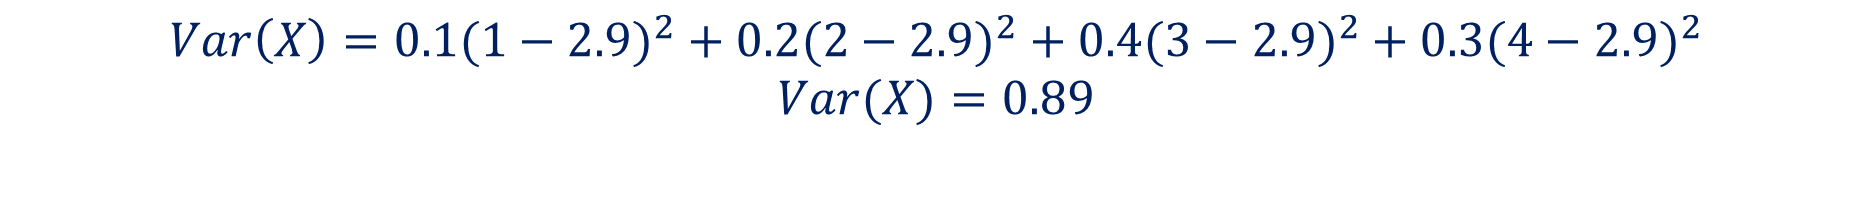 Var(X) = 0.1(1 − 2.9)² + 0.2(2 − 2.9)² + 0.4(3 − 2.9)² + 0.3(4 − 2.9)²
Var(X) = 0.89